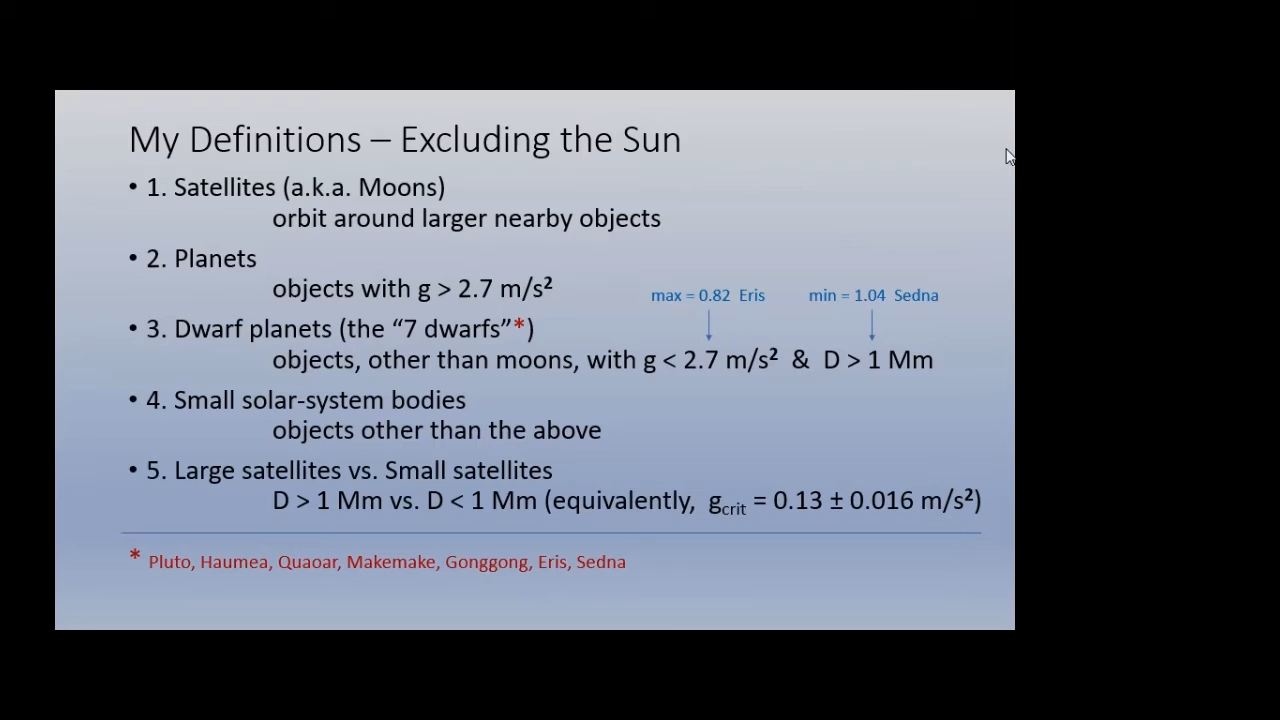 My Definitions – Excluding the Sun
• 1. Satellites (a.k.a. Moons)
orbit around larger nearby objects
• 2. Planets
objects with g > 2.7 m/s²
max = 0.82 Eris
min = 1.04 Sedna
• 3. Dwarf planets (the “7 dwarfs”*)
objects, other than moons, with g < 2.7 m/s² & D > 1 Mm
• 4. Small solar-system bodies
objects other than the above
• 5. Large satellites vs. Small satellites
D > 1 Mm vs. D < 1 Mm (equivalently, gcrit = 0.13 ± 0.016 m/s²)
* Pluto, Haumea, Quaoar, Makemake, Gonggong, Eris, Sedna